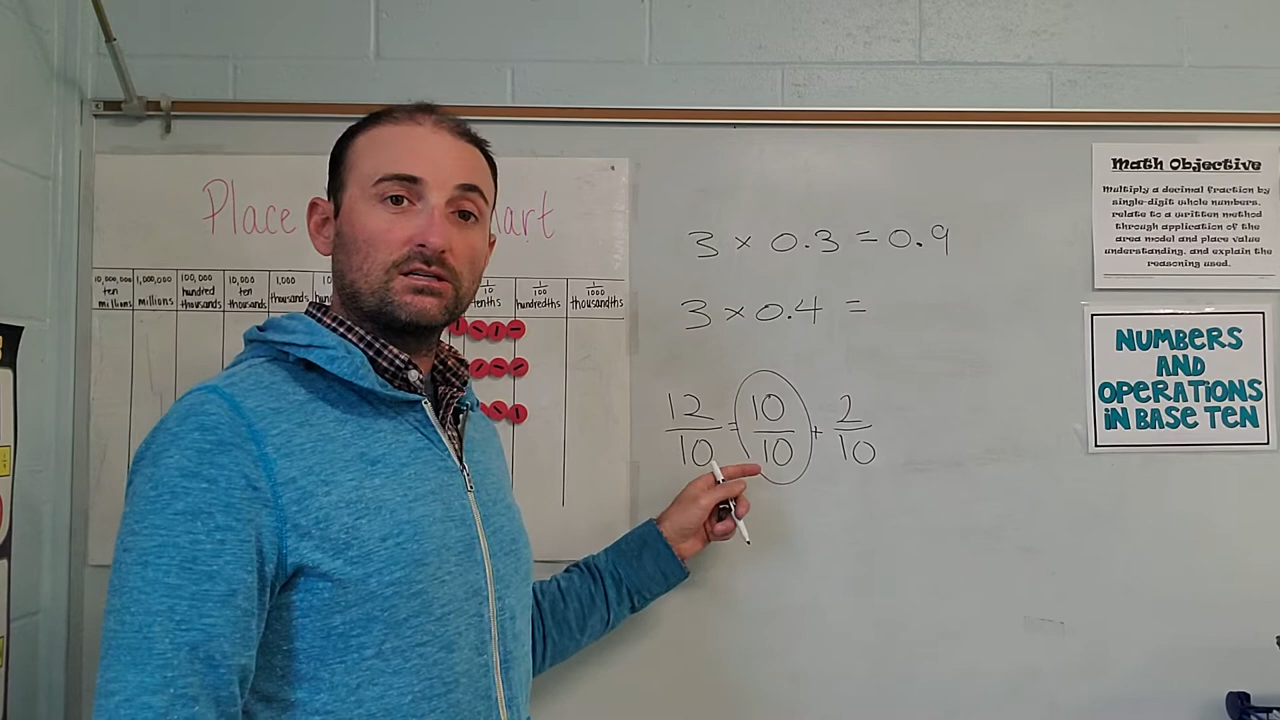 Place art
10,000,000 ten millions
1,000,000 millions
100,000 hundred thousands
10,000 ten thousands
1,000 thousands
1/10 tenths
1/100 hundredths
1/1000 thousandths
3 × 0.3 = 0.9
3 × 0.4 =
12/10 = 10/10 + 2/10
Math Objective
Multiply a decimal fraction by
single-digit whole numbers,
relate to a written method
through application of the
area model and place value
understanding, and explain the
reasoning used.
NUMBERS
AND
OPERATIONS
IN BASE TEN